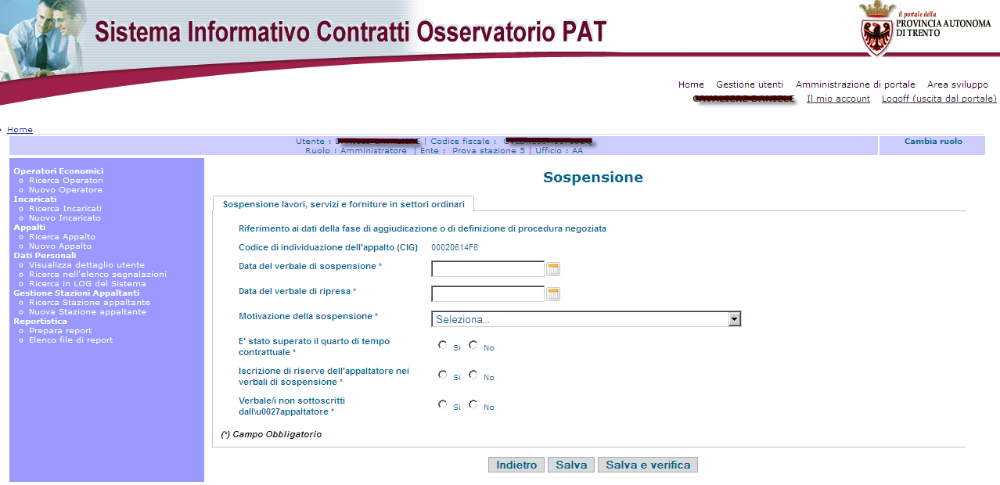 Sistema Informativo Contratti Osservatorio PAT
il portale della
PROVINCIA AUTONOMA
DI TRENTO
Home Gestione utenti Amministrazione di portale Area sviluppo
Il mio account Logoff (uscita dal portale)
Home
Utente : | Codice fiscale :
Ruolo : Amministratore | Ente : Prova stazione 5 | Ufficio : AA
Cambia ruolo
Operatori Economici
Ricerca Operatori
Nuovo Operatore
Incaricati
Ricerca Incaricati
Nuovo Incaricato
Appalti
Ricerca Appalto
Nuovo Appalto
Dati Personali
Visualizza dettaglio utente
Ricerca nell'elenco segnalazioni
Ricerca in LOG del Sistema
Gestione Stazioni Appaltanti
Ricerca Stazione appaltante
Nuova Stazione appaltante
Reportistica
Prepara report
Elenco file di report
Sospensione
Sospensione lavori, servizi e forniture in settori ordinari
Riferimento ai dati della fase di aggiudicazione o di definizione di procedura negoziata
Codice di individuazione dell'appalto (CIG) 00020614F6
Data del verbale di sospensione *
Data del verbale di ripresa *
Motivazione della sospensione * Seleziona...
E' stato superato il quarto di tempo
contrattuale * Si No
Iscrizione di riserve dell'appaltatore nei
verbali di sospensione * Si No
Verbale/i non sottoscritti
dall\u0027appaltatore * Si No
(*) Campo Obbligatorio
Indietro Salva Salva e verifica